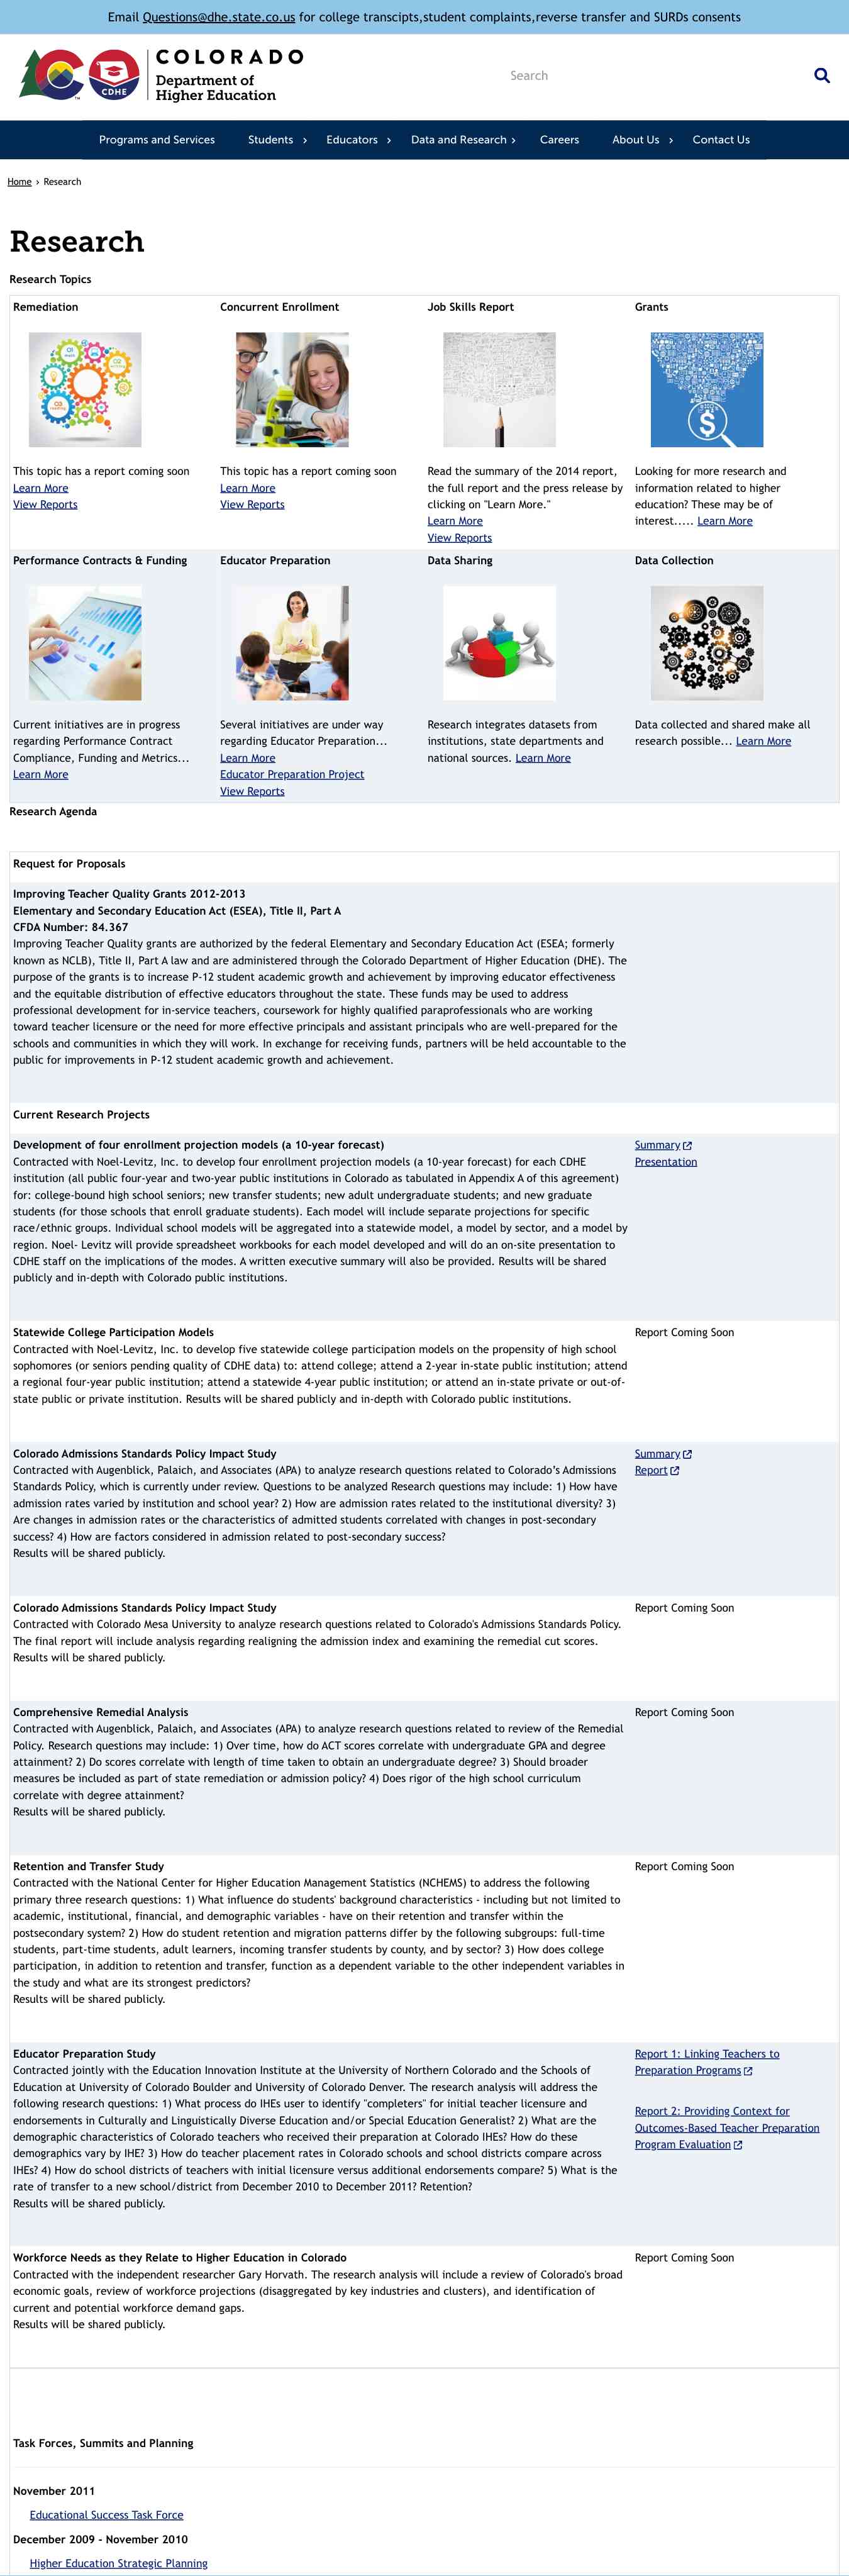 Email Questions@dhe.state.co.us for college transcipts,student complaints,reverse transfer and SURDs consents
CDHE
COLORADO
Department of
Higher Education
Search
Programs and Services Students Educators Data and Research Careers About Us Contact Us
Home › Research
Research
Research Topics
Remediation
This topic has a report coming soon
Learn More
View Reports
Concurrent Enrollment
This topic has a report coming soon
Learn More
View Reports
Job Skills Report
Read the summary of the 2014 report,
the full report and the press release by
clicking on "Learn More."
Learn More
View Reports
Grants
$
Looking for more research and
information related to higher
education? These may be of
interest..... Learn More
Performance Contracts & Funding
Current initiatives are in progress
regarding Performance Contract
Compliance, Funding and Metrics...
Learn More
Educator Preparation
Several initiatives are under way
regarding Educator Preparation...
Learn More
Educator Preparation Project
View Reports
Data Sharing
Research integrates datasets from
institutions, state departments and
national sources. Learn More
Data Collection
Data collected and shared make all
research possible... Learn More
Research Agenda
Request for Proposals
Improving Teacher Quality Grants 2012-2013
Elementary and Secondary Education Act (ESEA), Title II, Part A
CFDA Number: 84.367
Improving Teacher Quality grants are authorized by the federal Elementary and Secondary Education Act (ESEA; formerly
known as NCLB), Title II, Part A law and are administered through the Colorado Department of Higher Education (DHE). The
purpose of the grants is to increase P-12 student academic growth and achievement by improving educator effectiveness
and the equitable distribution of effective educators throughout the state. These funds may be used to address
professional development for in-service teachers, coursework for highly qualified paraprofessionals who are working
toward teacher licensure or the need for more effective principals and assistant principals who are well-prepared for the
schools and communities in which they will work. In exchange for receiving funds, partners will be held accountable to the
public for improvements in P-12 student academic growth and achievement.
Current Research Projects
Development of four enrollment projection models (a 10-year forecast)
Contracted with Noel-Levitz, Inc. to develop four enrollment projection models (a 10-year forecast) for each CDHE
institution (all public four-year and two-year public institutions in Colorado as tabulated in Appendix A of this agreement)
for: college-bound high school seniors; new transfer students; new adult undergraduate students; and new graduate
students (for those schools that enroll graduate students). Each model will include separate projections for specific
race/ethnic groups. Individual school models will be aggregated into a statewide model, a model by sector, and a model by
region. Noel- Levitz will provide spreadsheet workbooks for each model developed and will do an on-site presentation to
CDHE staff on the implications of the modes. A written executive summary will also be provided. Results will be shared
publicly and in-depth with Colorado public institutions.
Summary
Presentation
Statewide College Participation Models
Contracted with Noel-Levitz, Inc. to develop five statewide college participation models on the propensity of high school
sophomores (or seniors pending quality of CDHE data) to: attend college; attend a 2-year in-state public institution; attend
a regional four-year public institution; attend a statewide 4-year public institution; or attend an in-state private or out-of-
state public or private institution. Results will be shared publicly and in-depth with Colorado public institutions.
Report Coming Soon
Colorado Admissions Standards Policy Impact Study
Contracted with Augenblick, Palaich, and Associates (APA) to analyze research questions related to Colorado’s Admissions
Standards Policy, which is currently under review. Questions to be analyzed Research questions may include: 1) How have
admission rates varied by institution and school year? 2) How are admission rates related to the institutional diversity? 3)
Are changes in admission rates or the characteristics of admitted students correlated with changes in post-secondary
success? 4) How are factors considered in admission related to post-secondary success?
Results will be shared publicly.
Summary
Report
Colorado Admissions Standards Policy Impact Study
Contracted with Colorado Mesa University to analyze research questions related to Colorado's Admissions Standards Policy.
The final report will include analysis regarding realigning the admission index and examining the remedial cut scores.
Results will be shared publicly.
Report Coming Soon
Comprehensive Remedial Analysis
Contracted with Augenblick, Palaich, and Associates (APA) to analyze research questions related to review of the Remedial
Policy. Research questions may include: 1) Over time, how do ACT scores correlate with undergraduate GPA and degree
attainment? 2) Do scores correlate with length of time taken to obtain an undergraduate degree? 3) Should broader
measures be included as part of state remediation or admission policy? 4) Does rigor of the high school curriculum
correlate with degree attainment?
Results will be shared publicly.
Report Coming Soon
Retention and Transfer Study
Contracted with the National Center for Higher Education Management Statistics (NCHEMS) to address the following
primary three research questions: 1) What influence do students' background characteristics - including but not limited to
academic, institutional, financial, and demographic variables - have on their retention and transfer within the
postsecondary system? 2) How do student retention and migration patterns differ by the following subgroups: full-time
students, part-time students, adult learners, incoming transfer students by county, and by sector? 3) How does college
participation, in addition to retention and transfer, function as a dependent variable to the other independent variables in
the study and what are its strongest predictors?
Results will be shared publicly.
Report Coming Soon
Educator Preparation Study
Contracted jointly with the Education Innovation Institute at the University of Northern Colorado and the Schools of
Education at University of Colorado Boulder and University of Colorado Denver. The research analysis will address the
following research questions: 1) What process do IHEs user to identify "completers" for initial teacher licensure and
endorsements in Culturally and Linguistically Diverse Education and/or Special Education Generalist? 2) What are the
demographic characteristics of Colorado teachers who received their preparation at Colorado IHEs? How do these
demographics vary by IHE? 3) How do teacher placement rates in Colorado schools and school districts compare across
IHEs? 4) How do school districts of teachers with initial licensure versus additional endorsements compare? 5) What is the
rate of transfer to a new school/district from December 2010 to December 2011? Retention?
Results will be shared publicly.
Report 1: Linking Teachers to
Preparation Programs
Report 2: Providing Context for
Outcomes-Based Teacher Preparation
Program Evaluation
Workforce Needs as they Relate to Higher Education in Colorado
Contracted with the independent researcher Gary Horvath. The research analysis will include a review of Colorado's broad
economic goals, review of workforce projections (disaggregated by key industries and clusters), and identification of
current and potential workforce demand gaps.
Results will be shared publicly.
Report Coming Soon
Task Forces, Summits and Planning
November 2011
Educational Success Task Force
December 2009 - November 2010
Higher Education Strategic Planning